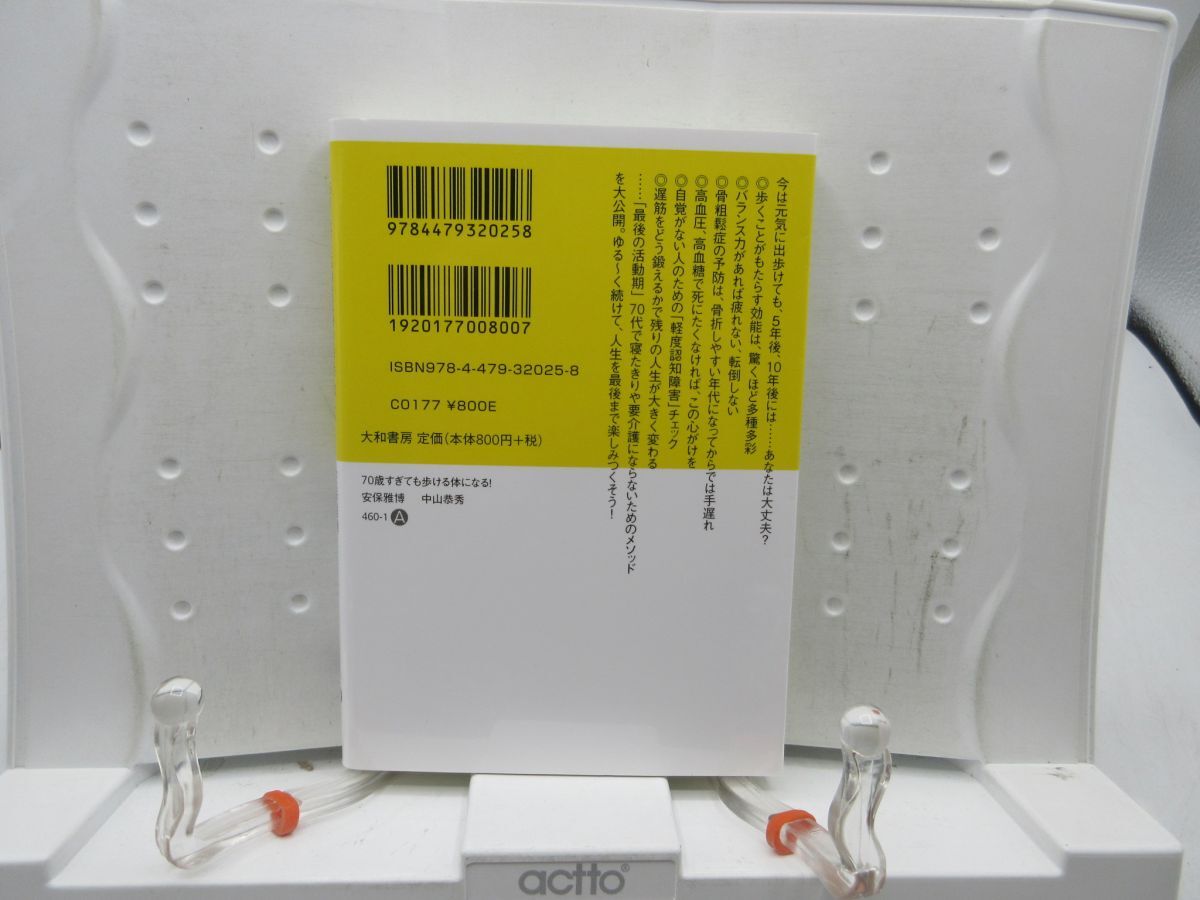 今は元気に出歩けても、5年後、10年後には……あなたは大丈夫？
◎歩くことがもたらす効能は、驚くほど多種多彩
◎バランス力があれば疲れない、転倒しない
◎骨粗鬆症の予防は、骨折しやすい年代になってからでは手遅れ
◎高血圧、高血糖で死にたくなければ、この心がけを
◎自覚がない人のための「軽度認知障害」チェック
◎遅筋をどう鍛えるかで残りの人生が大きく変わる
……「最後の活動期」70代で寝たきりや要介護にならないためのメソッド
を大公開。ゆる～く続けて、人生を最後まで楽しみつくそう！
9784479320258
1920177008007
ISBN978-4-479-32025-8
C0177 ¥800E
大和書房 定価(本体800円+税)
70歳すぎても歩ける体になる!
安保雅博 中山恭秀
460-1 A
actto®